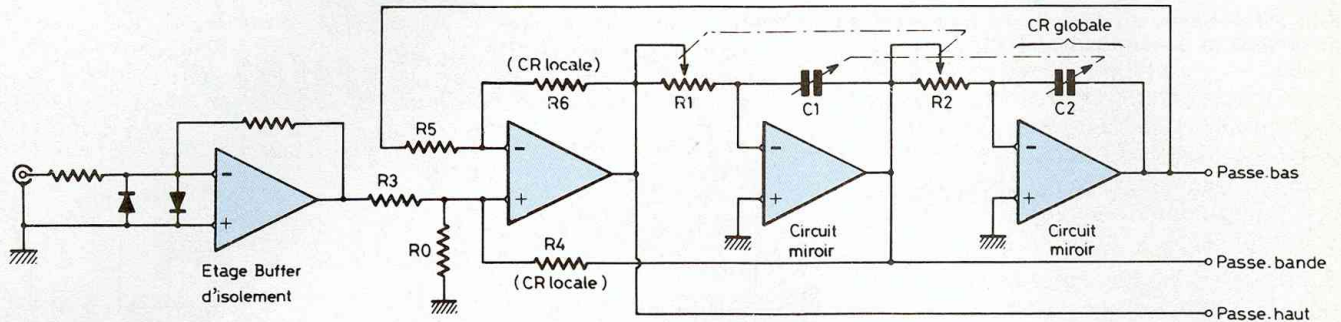 CR globale
(CR locale)
R6
R1
C1
R2
C2
R5
−
−
−
Passe.bas
R3
−
+
+
+
+
R0
R4
(CR locale)
Circuit
miroir
Circuit
miroir
Etage Buffer
d'isolement
Passe.bande
Passe.haut